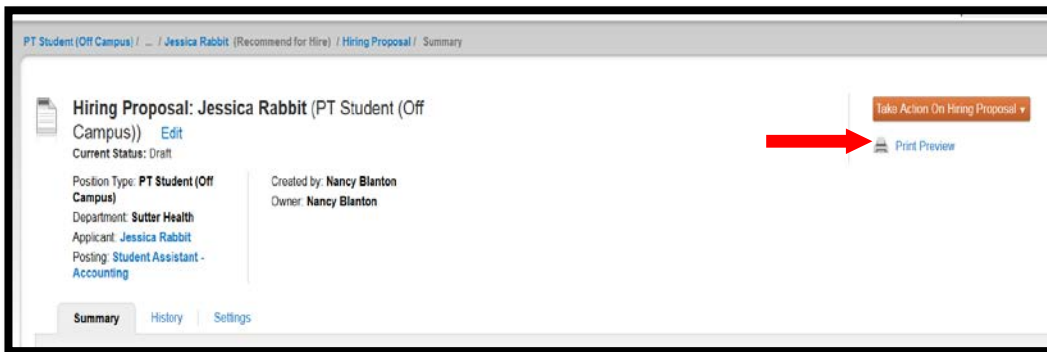 PT Student (Off Campus) / ... / Jessica Rabbit (Recommend for Hire) / Hiring Proposal / Summary
Hiring Proposal: Jessica Rabbit (PT Student (Off
Campus)) Edit
Current Status: Draft
Position Type: PT Student (Off
Campus)
Department: Sutter Health
Applicant: Jessica Rabbit
Posting: Student Assistant -
Accounting
Created by: Nancy Blanton
Owner: Nancy Blanton
Take Action On Hiring Proposal
Print Preview
Summary History Settings